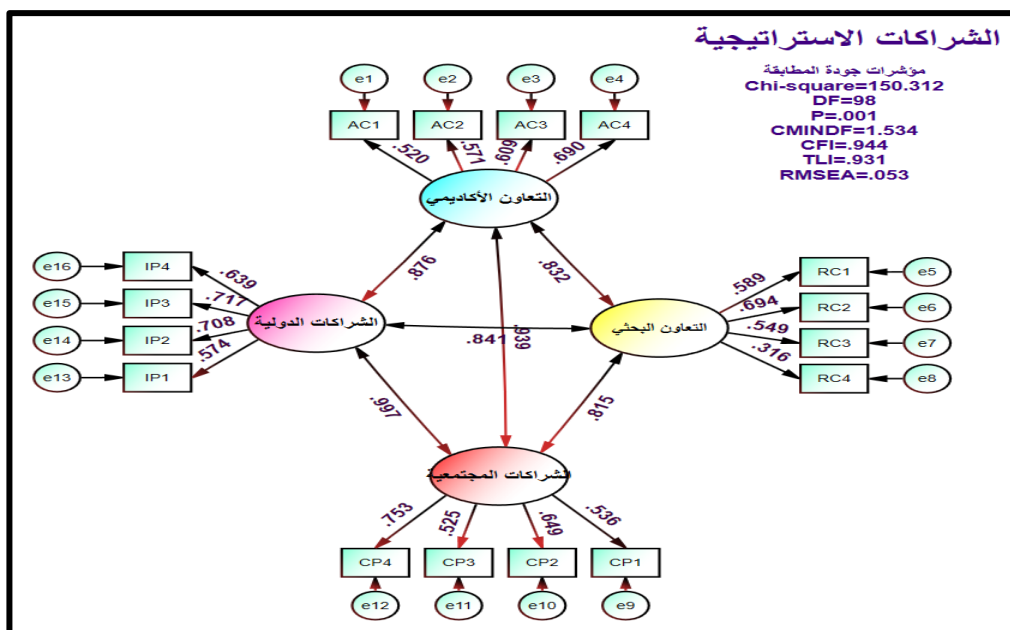 الشراكات الاستراتيجية
مؤشرات جودة المطابقة
Chi-square=150.312
DF=98
P=.001
CMINDF=1.534
CFI=.944
TLI=.931
RMSEA=.053
e1 e2 e3 e4
AC1 AC2 AC3 AC4
.520 .571 .609 .690
التعاون الأكاديمي
.876 .832
e16 IP4 .639
e15 IP3 .717
e14 IP2 .708
e13 IP1 .574
الشراكات الدولية
.841 .939
التعاون البحثي
.589 RC1 e5
.694 RC2 e6
.549 RC3 e7
.316 RC4 e8
.997 .815
الشراكات المجتمعية
.753 .525 .649 .536
CP4 CP3 CP2 CP1
e12 e11 e10 e9